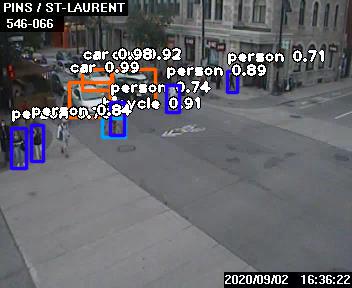 PINS / ST-LAURENT
546-066
car 0.98
0.92
person 0.71
car 0.99
person 0.89
person 0.74
bicycle 0.91
person 0.84
2020/09/02 16:36:22